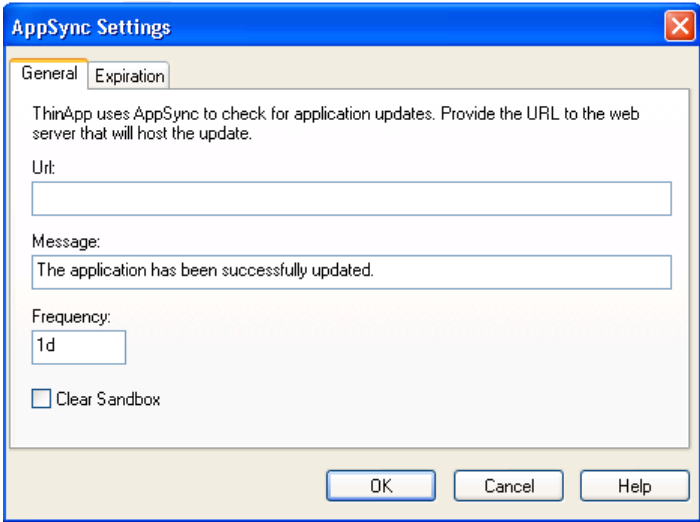 AppSync Settings
General Expiration
ThinApp uses AppSync to check for application updates. Provide the URL to the web
server that will host the update.
Url:
Message:
The application has been successfully updated.
Frequency:
1d
Clear Sandbox
OK Cancel Help